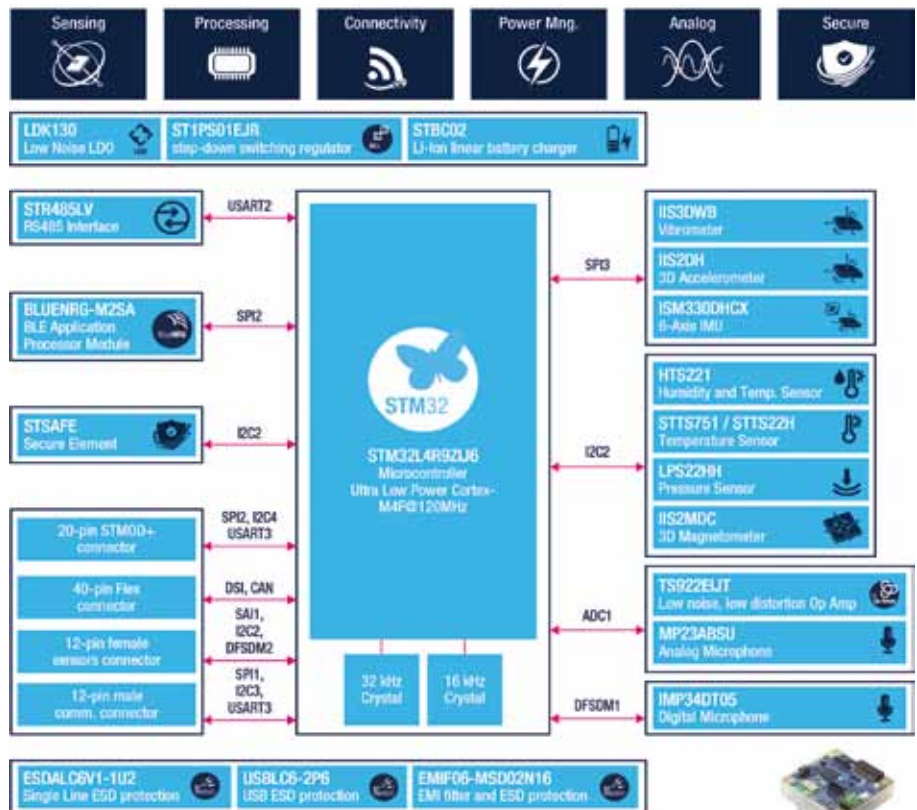 Sensing
Processing
Connectivity
Power Mng.
Analog
Secure
LDK130
Low Noise LDO
ST1PS01EJR
step-down switching regulator
STBC02
Li-Ion linear battery charger
STR485LV
RS485 Interface
USART2
BLUENRG-M2SA
BLE Application
Processor Module
SPI2
STSAFE
Secure Element
I2C2
20-pin STMOD+
connector
SPI2, I2C4
USART3
40-pin Flex
connector
DSI, CAN
12-pin female
sensors connector
SAI1,
I2C2,
DFSDM2
12-pin male
comm. connector
SPI1,
I2C3,
USART3
STM32
STM32L4R9ZIJ6
Microcontroller
Ultra Low Power Cortex-
M4F@120MHz
32 kHz
Crystal
16 kHz
Crystal
SPI3
IIS3DWB
Vibrometer
IIS2DH
3D Accelerometer
ISM330DHCX
6-Axis IMU
I2C2
HTS221
Humidity and Temp. Sensor
STTS751 / STTS22H
Temperature Sensor
LPS22HH
Pressure Sensor
IIS2MDC
3D Magnetometer
ADC1
TS922EIJT
Low noise, low distortion Op Amp
MP23ABSU
Analog Microphone
DFSDM1
IMP34DT05
Digital Microphone
ESDALC6V1-1U2
Single Line ESD protection
USBLC6-2P6
USB ESD protection
EMIF06-MSD02N16
EMI filter and ESD protection